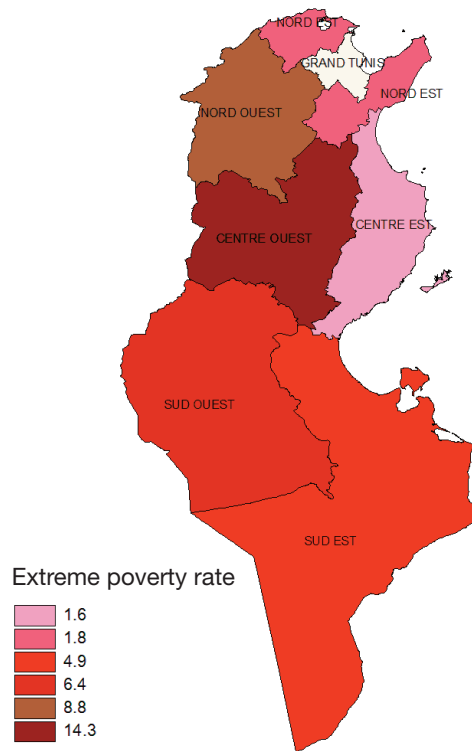 NORD EST
GRAND TUNIS
NORD EST
NORD OUEST
CENTRE OUEST
CENTRE EST
SUD OUEST
SUD EST
Extreme poverty rate
1.6
1.8
4.9
6.4
8.8
14.3